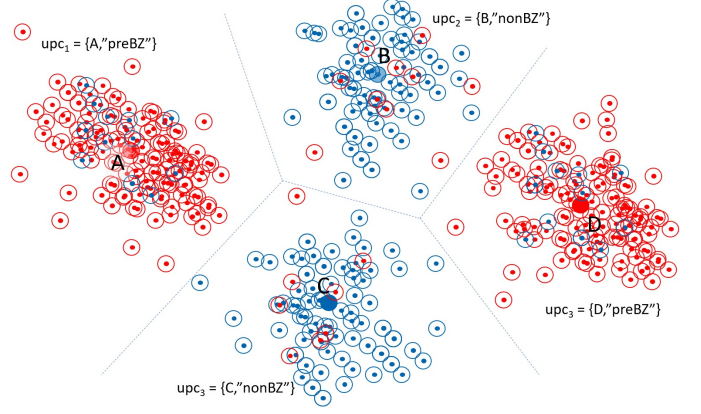 upc₂ = {B,”nonBZ”}
upc₁ = {A,”preBZ”}
B
A
D
C
upc₃ = {D,”preBZ”}
upc₃ = {C,”nonBZ”}